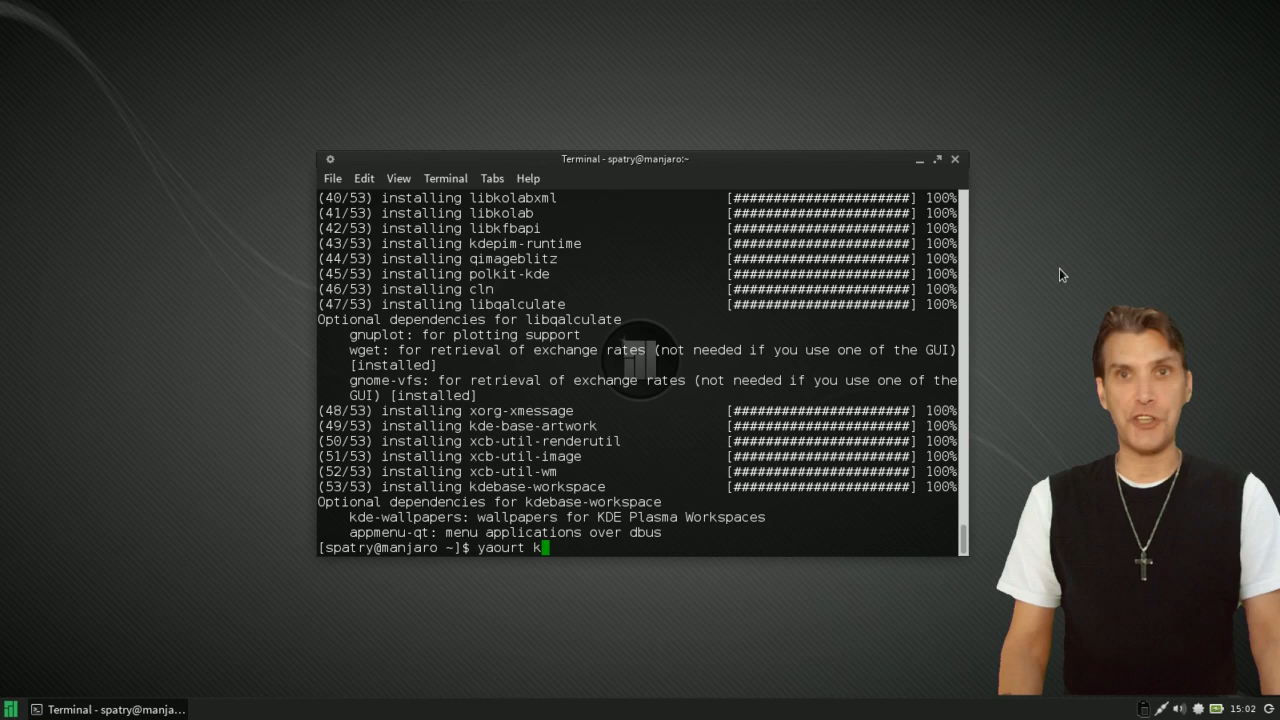 Terminal - spatry@manjaro:~
File Edit View Terminal Tabs Help
(40/53) installing libkolabxml [######################] 100%
(41/53) installing libkolab [######################] 100%
(42/53) installing libkfbapi [######################] 100%
(43/53) installing kdepim-runtime [######################] 100%
(44/53) installing qimageblitz [######################] 100%
(45/53) installing polkit-kde [######################] 100%
(46/53) installing cln [######################] 100%
(47/53) installing libqalculate [######################] 100%
Optional dependencies for libqalculate
gnuplot: for plotting support
wget: for retrieval of exchange rates (not needed if you use one of the GUI)
[installed]
gnome-vfs: for retrieval of exchange rates (not needed if you use one of the
GUI) [installed]
(48/53) installing xorg-xmessage [######################] 100%
(49/53) installing kde-base-artwork [######################] 100%
(50/53) installing xcb-util-renderutil [######################] 100%
(51/53) installing xcb-util-image [######################] 100%
(52/53) installing xcb-util-wm [######################] 100%
(53/53) installing kdebase-workspace [######################] 100%
Optional dependencies for kdebase-workspace
kde-wallpapers: wallpapers for KDE Plasma Workspaces
appmenu-qt: menu applications over dbus
[spatry@manjaro ~]$ yaourt k
Terminal - spatry@manja... 15:02